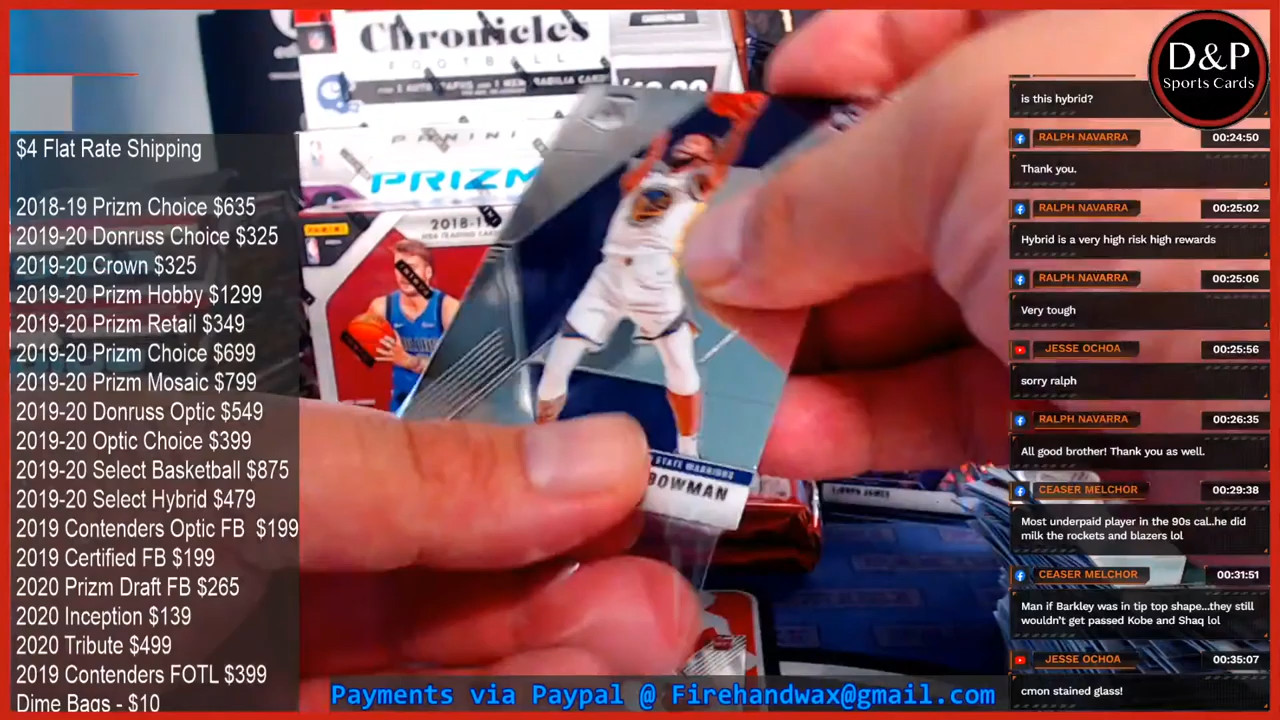 Chronicles
FOOTBALL
PANINI
PRIZM
2018-1
STATE WARRIORS
BOWMAN
$4 Flat Rate Shipping
2018-19 Prizm Choice $635
2019-20 Donruss Choice $325
2019-20 Crown $325
2019-20 Prizm Hobby $1299
2019-20 Prizm Retail $349
2019-20 Prizm Choice $699
2019-20 Prizm Mosaic $799
2019-20 Donruss Optic $549
2019-20 Optic Choice $399
2019-20 Select Basketball $875
2019-20 Select Hybrid $479
2019 Contenders Optic FB $199
2019 Certified FB $199
2020 Prizm Draft FB $265
2020 Inception $139
2020 Tribute $499
2019 Contenders FOTL $399
Dime Bags - $10
Payments via Paypal @ Firehandwax@gmail.com
D&P
Sports Cards
is this hybrid?
RALPH NAVARRA 00:24:50
Thank you.
RALPH NAVARRA 00:25:02
Hybrid is a very high risk high rewards
RALPH NAVARRA 00:25:06
Very tough
JESSE OCHOA 00:25:56
sorry ralph
RALPH NAVARRA 00:26:35
All good brother! Thank you as well.
CEASER MELCHOR 00:29:38
Most underpaid player in the 90s cal..he did
milk the rockets and blazers lol
CEASER MELCHOR 00:31:51
Man if Barkley was in tip top shape...they still
wouldn't get passed Kobe and Shaq lol
JESSE OCHOA 00:35:07
cmon stained glass!